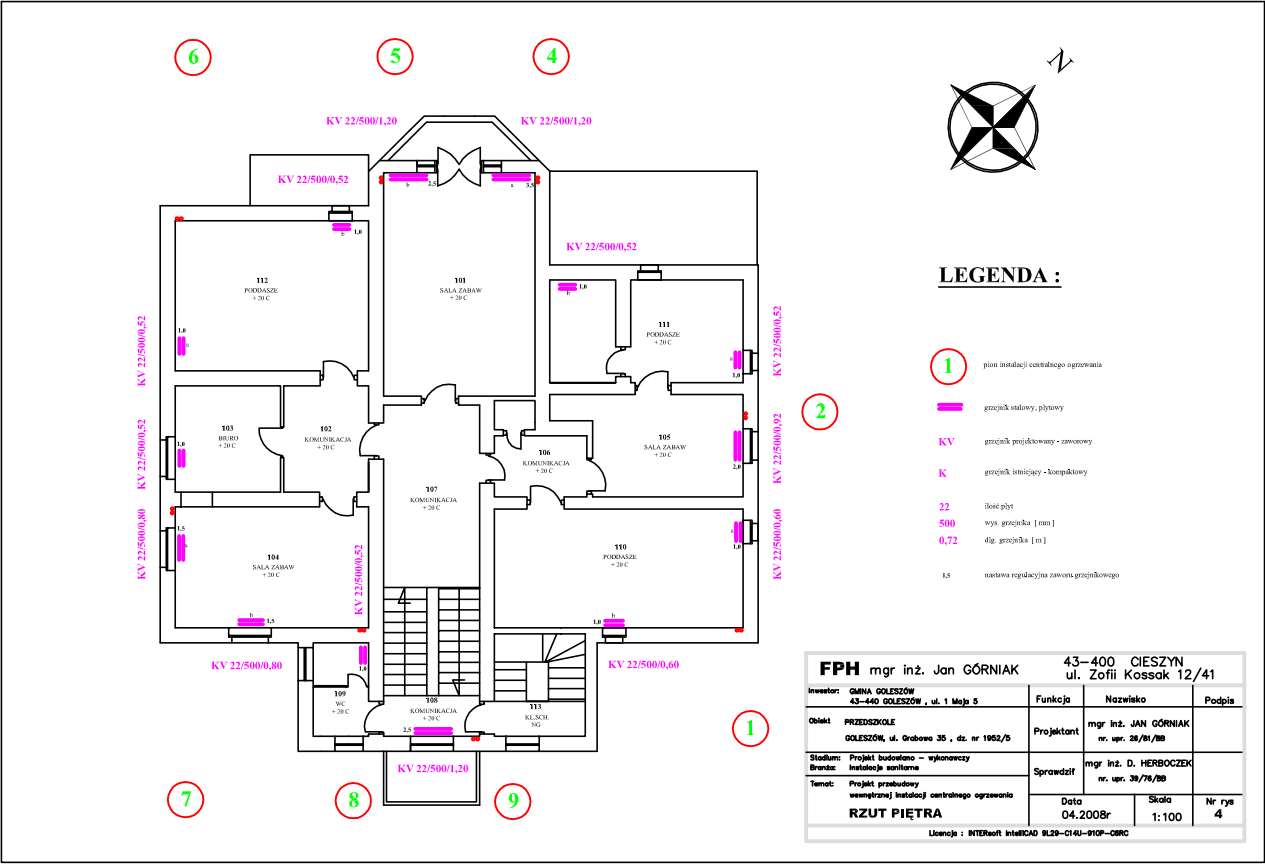 6
5
4
N
KV 22/500/1,20
KV 22/500/1,20
KV 22/500/0,52
b
2,5
a
3,5
b
1,0
KV 22/500/0,52
112
PODDASZE
+ 20 C
101
SALA ZABAW
+ 20 C
b
1,0
111
PODDASZE
+ 20 C
KV 22/500/0,52
1,0
a
KV 22/500/0,52
a
1,0
103
BIURO
+ 20 C
1,0
KV 22/500/0,52
102
KOMUNIKACJA
+ 20 C
105
SALA ZABAW
+ 20 C
2,0
KV 22/500/0,92
2
106
KOMUNIKACJA
+ 20 C
107
KOMUNIKACJA
+ 20 C
KV 22/500/0,80
1,5
a
104
SALA ZABAW
+ 20 C
KV 22/500/0,52
b
1,5
110
PODDASZE
+ 20 C
a
1,0
KV 22/500/0,60
b
1,0
KV 22/500/0,80
KV 22/500/0,60
1,0
109
WC
+ 20 C
108
KOMUNIKACJA
+ 20 C
2,5
113
KL.SCH.
NG
KV 22/500/1,20
1
7
8
9
LEGENDA :
1
pion instalacji centralnego ogrzewania
grzejnik stalowy, płytowy
KV
grzejnik projektowany - zaworowy
K
grzejnik istniejący - kompaktowy
22
ilość płyt
500
wys. grzejnika [ mm ]
0,72
dłg. grzejnika [ m ]
1,5
nastawa regulacyjna zaworu grzejnikowego
FPH mgr inż. Jan GÓRNIAK
43-400 CIESZYN
ul. Zofii Kossak 12/41
Inwestor: GMINA GOLESZÓW
43-440 GOLESZÓW , ul. 1 Maja 5
Funkcja
Nazwisko
Podpis
Obiekt PRZEDSZKOLE
GOLESZÓW, ul. Grabowa 35 , dz. nr 1952/5
Projektant
mgr inż. JAN GÓRNIAK
nr. upr. 26/81/BB
Stadium: Projekt budowlano - wykonawczy
Branża: Instalacje sanitarne
Sprawdził
mgr inż. D. HERBOCZEK
nr. upr. 39/76/BB
Temat: Projekt przebudowy
wewnętrznej instalacji centralnego ogrzewania
RZUT PIĘTRA
Data
04.2008r
Skala
1:100
Nr rys
4
Licencja : INTERsoft IntelliCAD 9L29-C14U-910P-C6RC